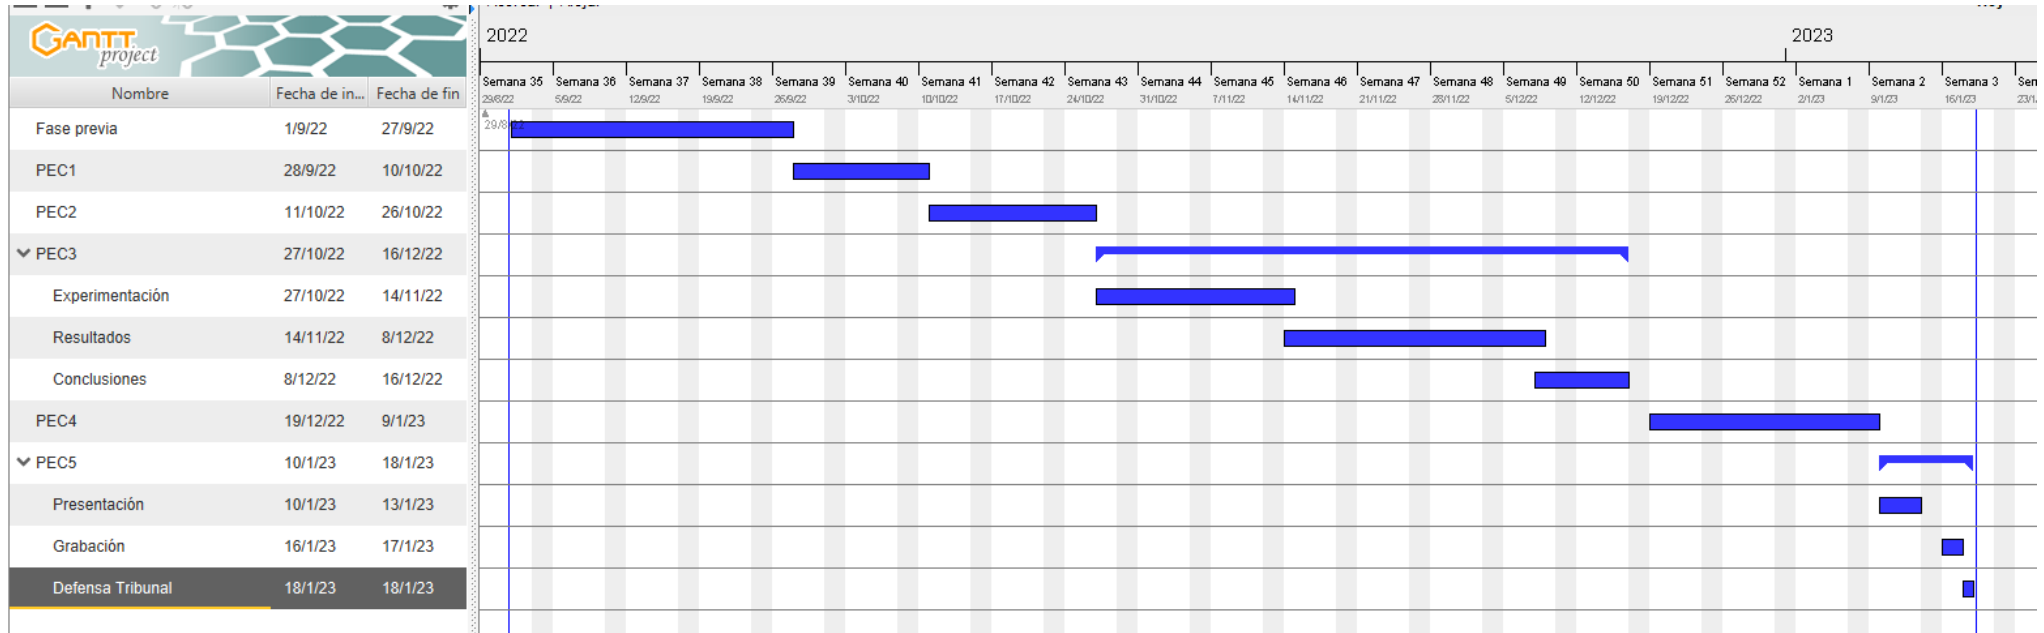 GANTT
project
2022
2023
Semana 35 Semana 36 Semana 37 Semana 38 Semana 39 Semana 40 Semana 41 Semana 42 Semana 43 Semana 44 Semana 45 Semana 46 Semana 47 Semana 48 Semana 49 Semana 50 Semana 51 Semana 52 Semana 1 Semana 2 Semana 3
Nombre Fecha de in... Fecha de fin
29/8/22 5/9/22 12/9/22 19/9/22 26/9/22 3/10/22 10/10/22 17/10/22 24/10/22 31/10/22 7/11/22 14/11/22 21/11/22 28/11/22 5/12/22 12/12/22 19/12/22 26/12/22 2/1/23 9/1/23 16/1/23
Fase previa 1/9/22 27/9/22
PEC1 28/9/22 10/10/22
PEC2 11/10/22 26/10/22
PEC3 27/10/22 16/12/22
Experimentación 27/10/22 14/11/22
Resultados 14/11/22 8/12/22
Conclusiones 8/12/22 16/12/22
PEC4 19/12/22 9/1/23
PEC5 10/1/23 18/1/23
Presentación 10/1/23 13/1/23
Grabación 16/1/23 17/1/23
Defensa Tribunal 18/1/23 18/1/23